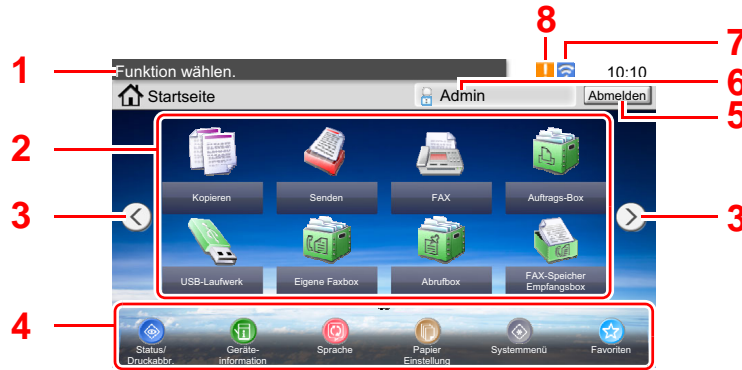 8
7
1
Funktion wählen.
10:10
6
Startseite
Admin
Abmelden
5
2
Kopieren
Senden
FAX
Auftrags-Box
3
3
USB-Laufwerk
Eigene Faxbox
Abrufbox
FAX-Speicher
Empfangsbox
4
Status/
Druckabbr.
Geräte-
information
Sprache
Papier
Einstellung
Systemmenü
Favoriten